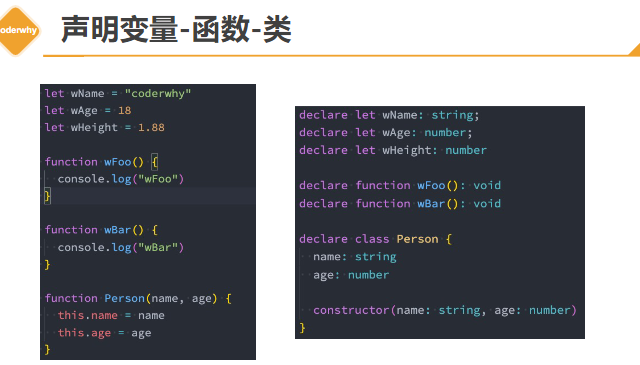 oderwhy
声明变量-函数-类
let wName = "coderwhy"
let wAge = 18
let wHeight = 1.88
function wFoo() {
console.log("wFoo")
}
function wBar() {
console.log("wBar")
}
function Person(name, age) {
this.name = name
this.age = age
}
declare let wName: string;
declare let wAge: number;
declare let wHeight: number
declare function wFoo(): void
declare function wBar(): void
declare class Person {
name: string
age: number
constructor(name: string, age: number)
}